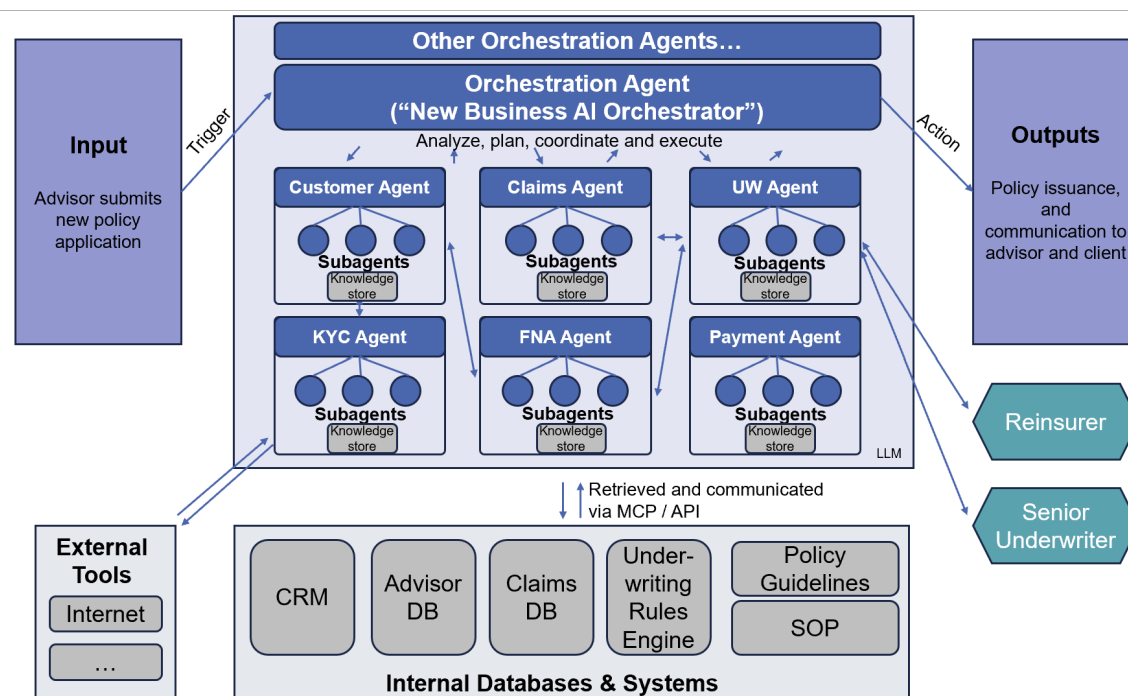 Other Orchestration Agents…
Orchestration Agent
(“New Business AI Orchestrator”)
Analyze, plan, coordinate and execute
Input
Advisor submits
new policy
application
Trigger
Action
Outputs
Policy issuance,
and
communication to
advisor and client
Customer Agent
Subagents
Knowledge
store
Claims Agent
Subagents
Knowledge
store
UW Agent
Subagents
Knowledge
store
KYC Agent
Subagents
Knowledge
store
FNA Agent
Subagents
Knowledge
store
Payment Agent
Subagents
Knowledge
store
LLM
Reinsurer
Senior
Underwriter
Retrieved and communicated
via MCP / API
External
Tools
Internet
…
CRM
Advisor
DB
Claims
DB
Under-
writing
Rules
Engine
Policy
Guidelines
SOP
Internal Databases & Systems